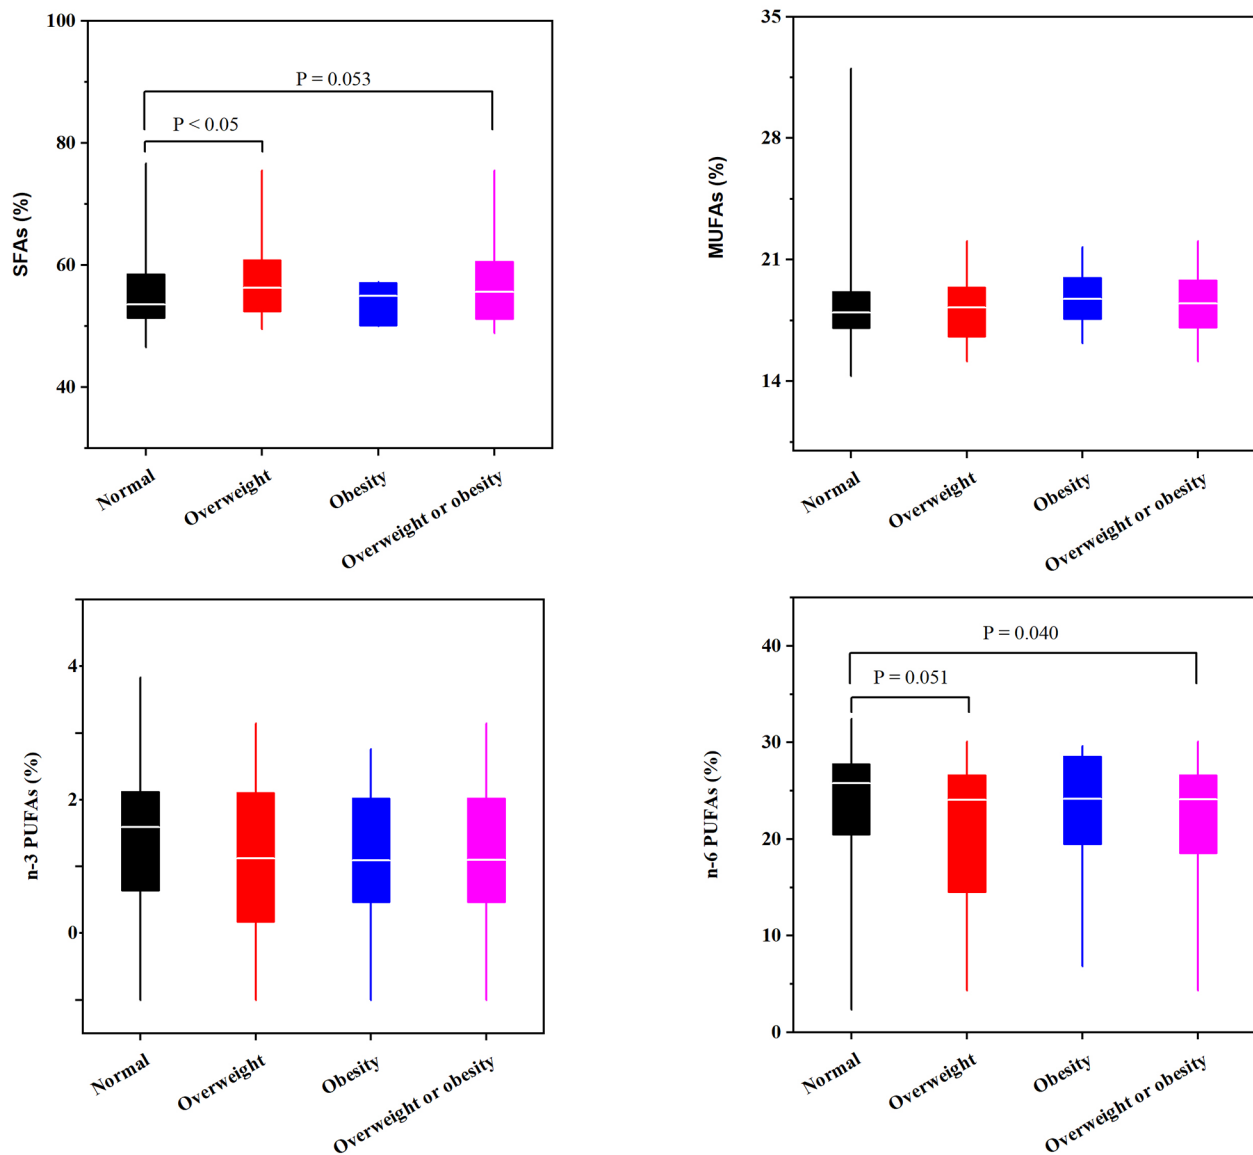 100
80
60
40
SFAs (%)
P = 0.053
P < 0.05
Normal
Overweight
Obesity
Overweight or obesity
35
28
21
14
MUFAs (%)
Normal
Overweight
Obesity
Overweight or obesity
4
2
0
n-3 PUFAs (%)
Normal
Overweight
Obesity
Overweight or obesity
40
30
20
10
0
n-6 PUFAs (%)
P = 0.040
P = 0.051
Normal
Overweight
Obesity
Overweight or obesity